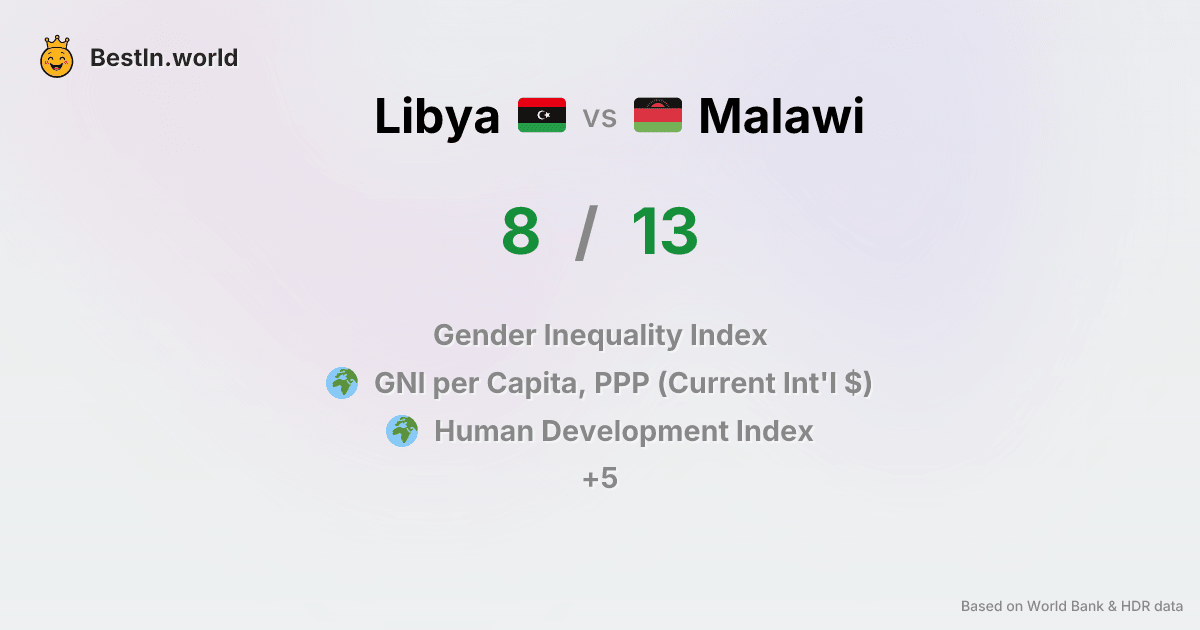 BestIn.world
Libya vs Malawi
8 / 13
Gender Inequality Index
GNI per Capita, PPP (Current Int'l $)
Human Development Index
+5
Based on World Bank & HDR data